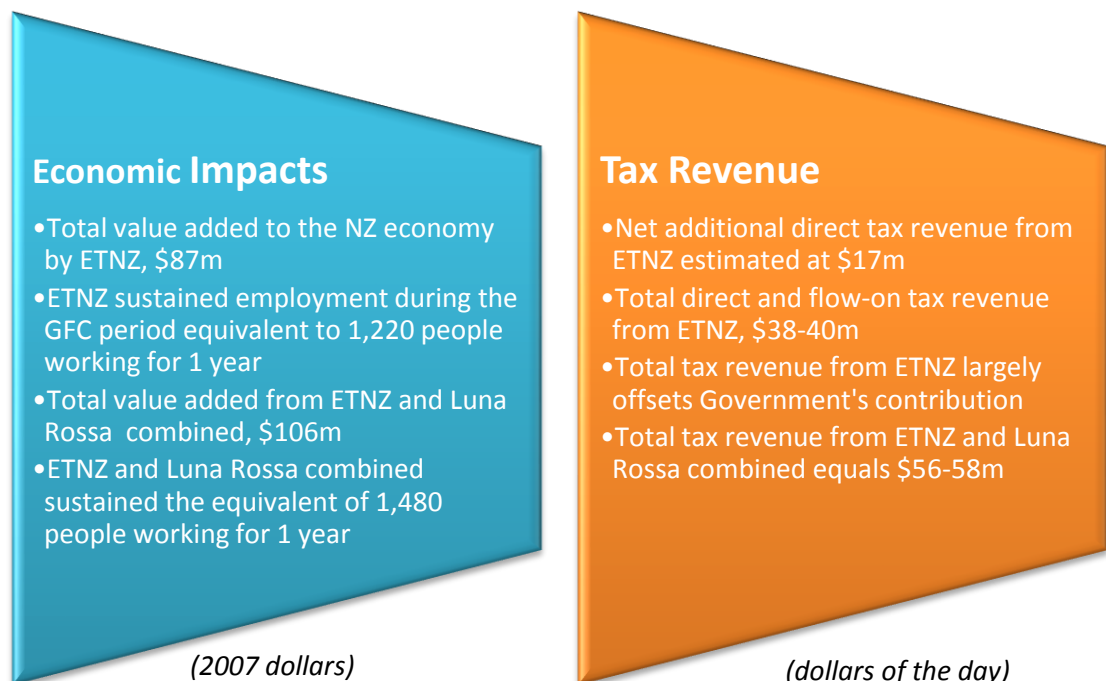 Economic Impacts
•Total value added to the NZ economy
by ETNZ, $87m
•ETNZ sustained employment during the
GFC period equivalent to 1,220 people
working for 1 year
•Total value added from ETNZ and Luna
Rossa combined, $106m
•ETNZ and Luna Rossa combined
sustained the equivalent of 1,480
people working for 1 year
(2007 dollars)
Tax Revenue
•Net additional direct tax revenue from
ETNZ estimated at $17m
•Total direct and flow-on tax revenue
from ETNZ, $38-40m
•Total tax revenue from ETNZ largely
offsets Government's contribution
•Total tax revenue from ETNZ and Luna
Rossa combined equals $56-58m
(dollars of the day)